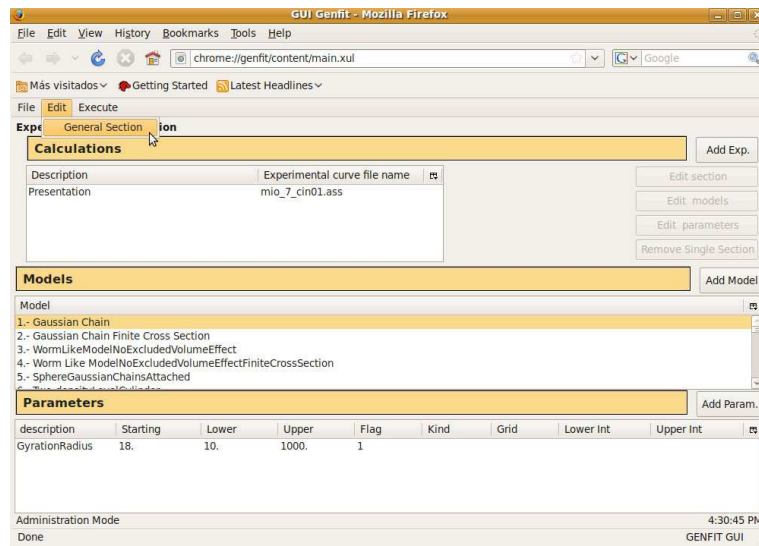 GUI Genfit - Mozilla Firefox
File Edit View History Bookmarks Tools Help
chrome://genfit/content/main.xul
Google
Más visitados Getting Started Latest Headlines
File Edit Execute
General Section
Calculations
Add Exp.
Description Experimental curve file name
Presentation mio_7_cin01.ass
Edit section
Edit models
Edit parameters
Remove Single Section
Models
Add Model
Model
1.- Gaussian Chain
2.- Gaussian Chain Finite Cross Section
3.- WormLikeModelNoExcludedVolumeEffect
4.- Worm Like ModelNoExcludedVolumeEffectFiniteCrossSection
5.- SphereGaussianChainsAttached
Parameters
Add Param.
description Starting Lower Upper Flag Kind Grid Lower Int Upper Int
GyrationRadius 18. 10. 1000. 1
Administration Mode
4:30:45 PM
Done
GENFIT GUI